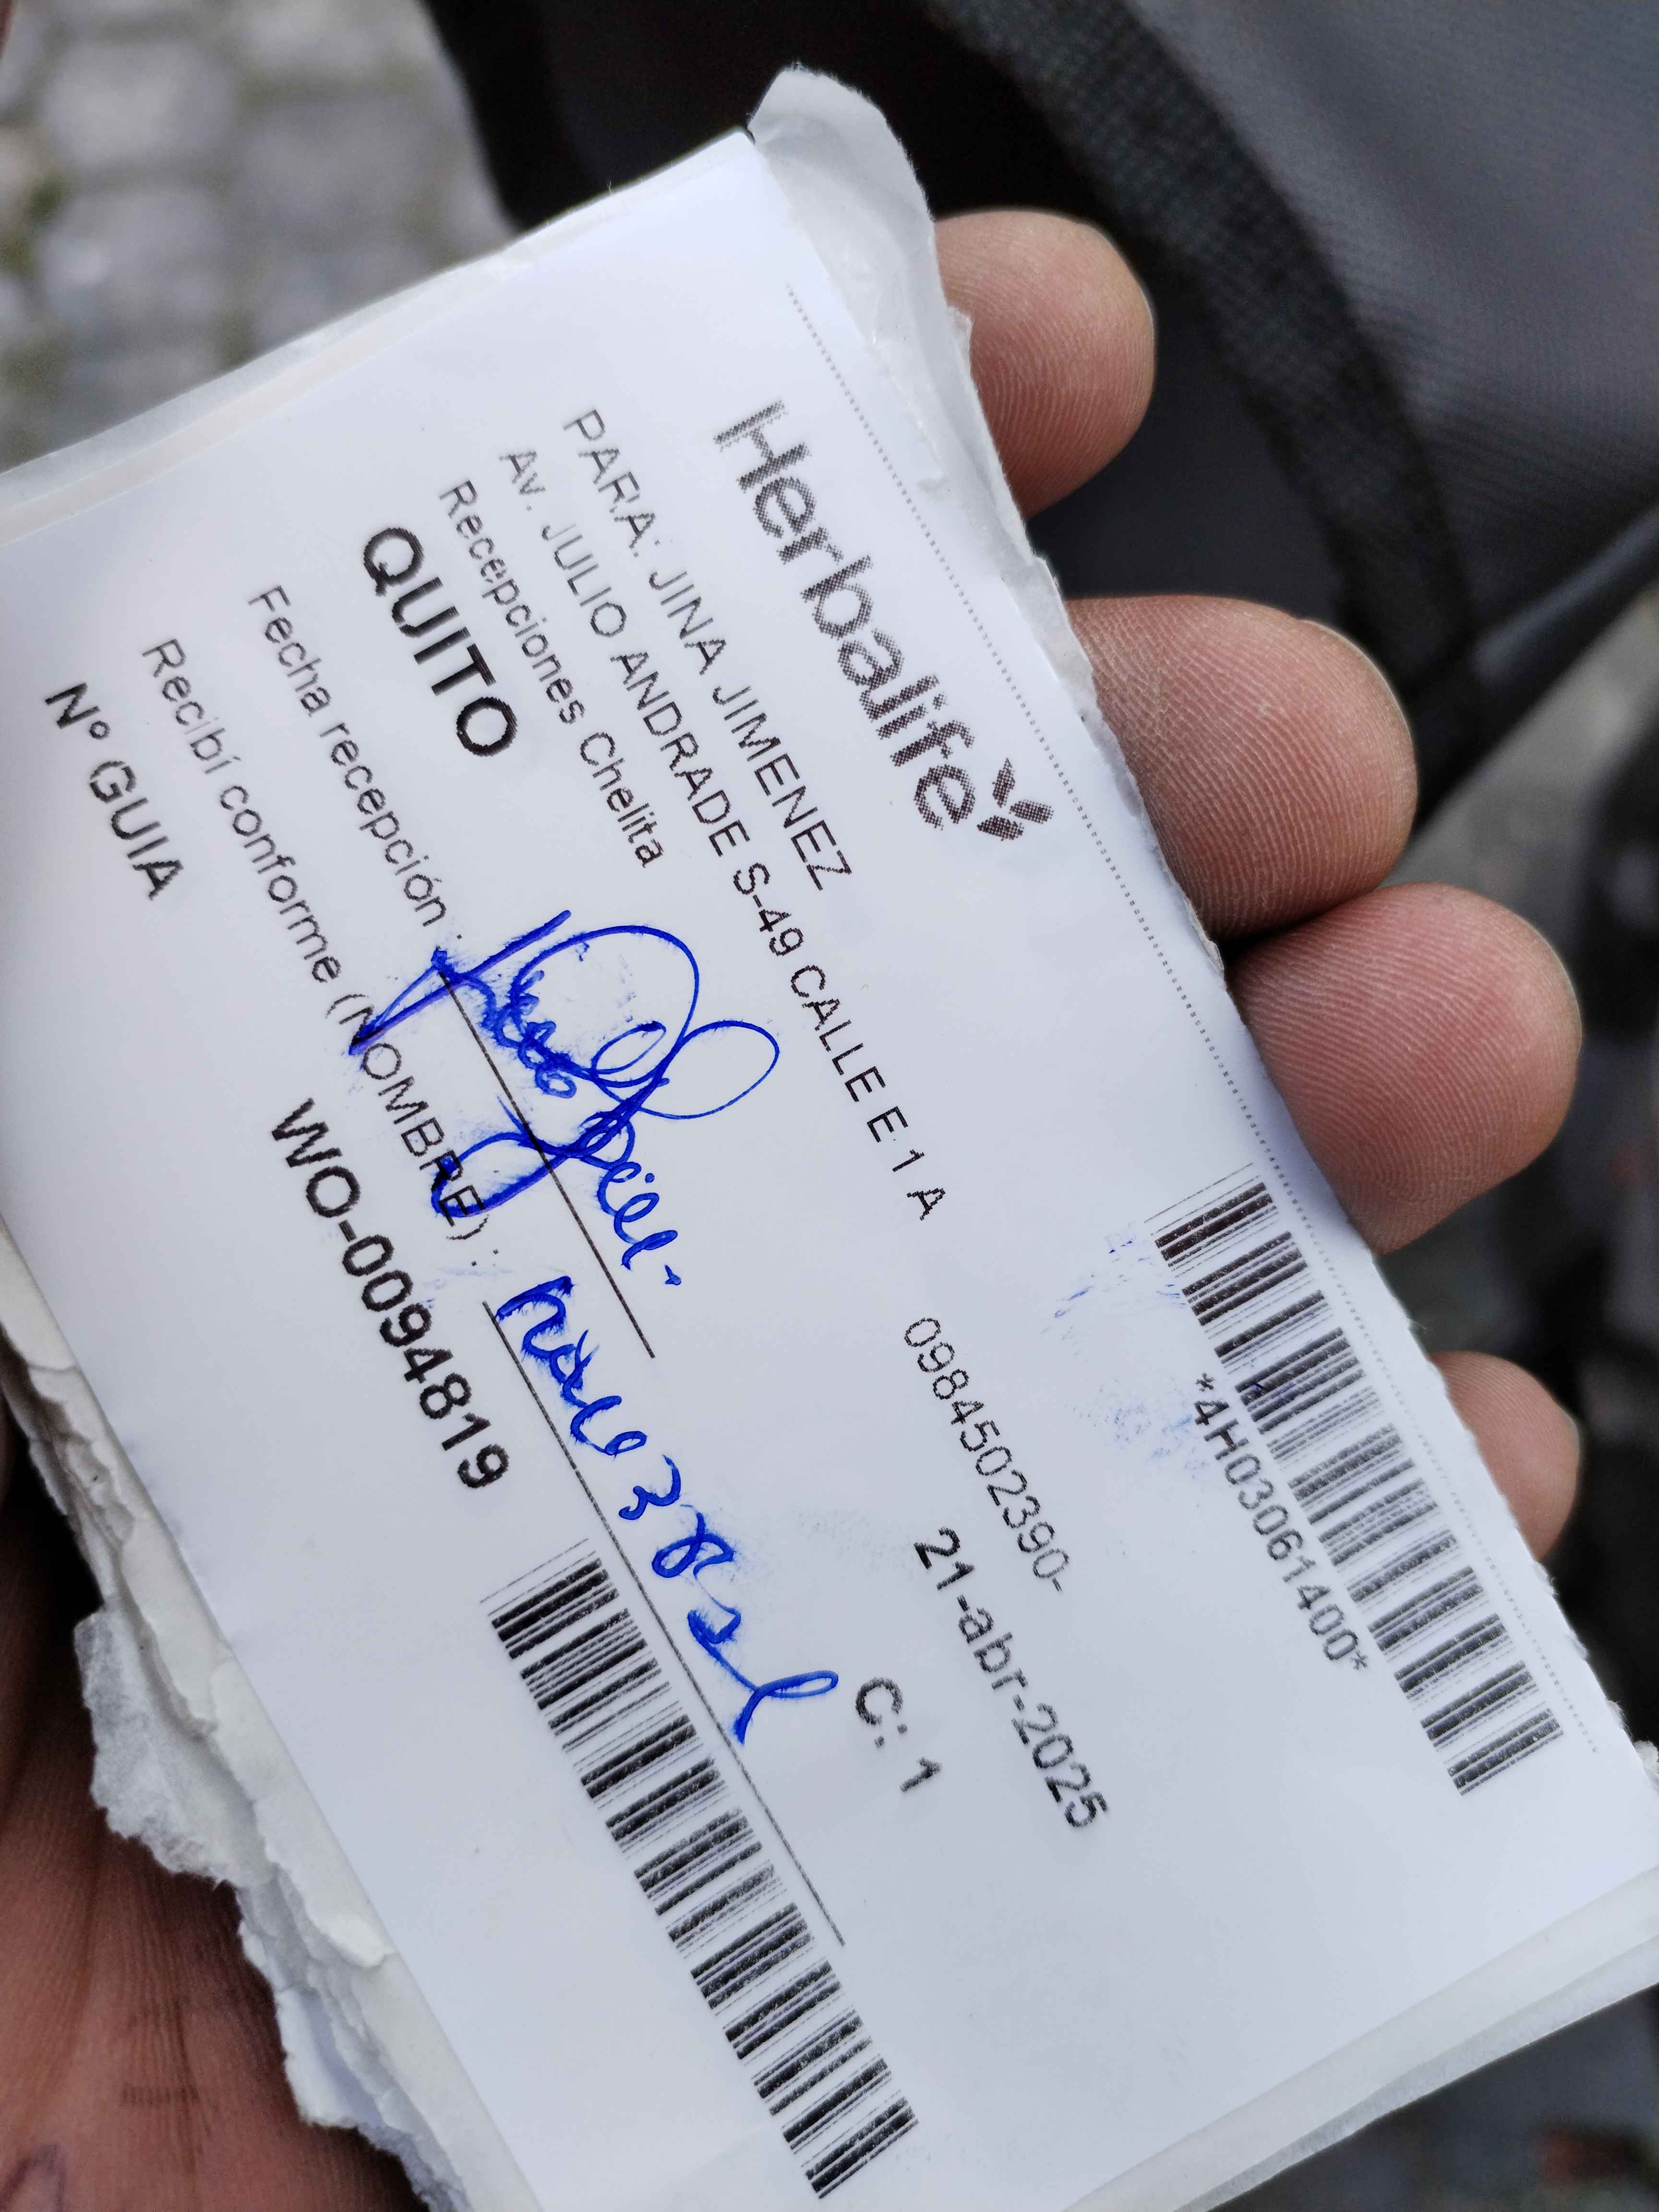 Herbalife
*4H03061400*
PARA: JINA JIMENEZ
Av. JULIO ANDRADE S-49 CALLE E 1 A 0984502390-
Recepciones Chelita 21-abr-2025
QUITO C: 1
Fecha recepción :
Recibí conforme (NOMBRE) :
Nº GUIA WO-0094819